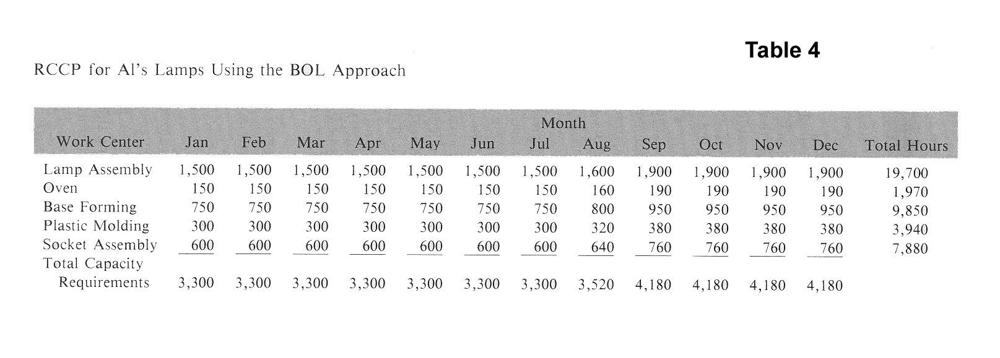 Table 4
RCCP for Al's Lamps Using the BOL Approach
Month
Work Center Jan Feb Mar Apr May Jun Jul Aug Sep Oct Nov Dec Total Hours
Lamp Assembly 1,500 1,500 1,500 1,500 1,500 1,500 1,500 1,600 1,900 1,900 1,900 1,900 19,700
Oven 150 150 150 150 150 150 150 160 190 190 190 190 1,970
Base Forming 750 750 750 750 750 750 750 800 950 950 950 950 9,850
Plastic Molding 300 300 300 300 300 300 300 320 380 380 380 380 3,940
Socket Assembly 600 600 600 600 600 600 600 640 760 760 760 760 7,880
Total Capacity
Requirements 3,300 3,300 3,300 3,300 3,300 3,300 3,300 3,520 4,180 4,180 4,180 4,180